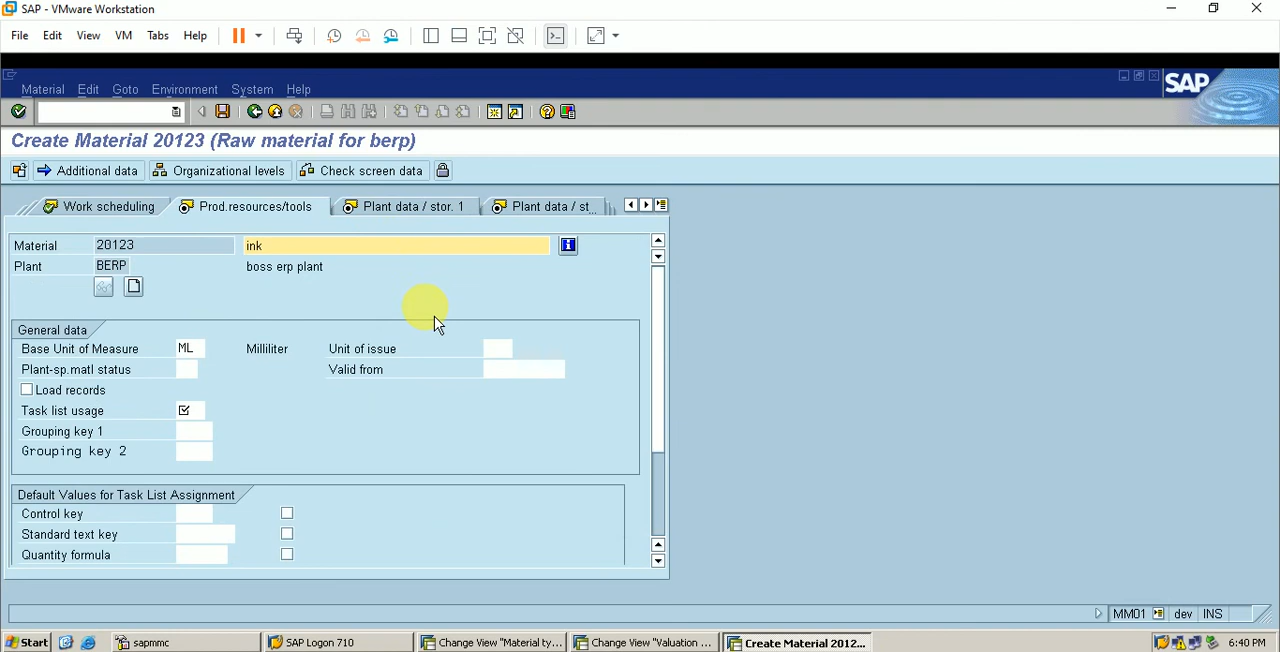 SAP - VMware Workstation
File Edit View VM Tabs Help
Material Edit Goto Environment System Help
SAP
Create Material 20123 (Raw material for berp)
Additional data Organizational levels Check screen data
Work scheduling Prod.resources/tools Plant data / stor. 1 Plant data / st...
Material 20123 ink
Plant BERP boss erp plant
General data
Base Unit of Measure ML Milliliter Unit of issue
Plant-sp.matl status Valid from
Load records
Task list usage
Grouping key 1
Grouping key 2
Default Values for Task List Assignment
Control key
Standard text key
Quantity formula
MM01 dev INS
Start sapmmc SAP Logon 710 Change View "Material ty... Change View "Valuation ... Create Material 2012... 6:40 PM